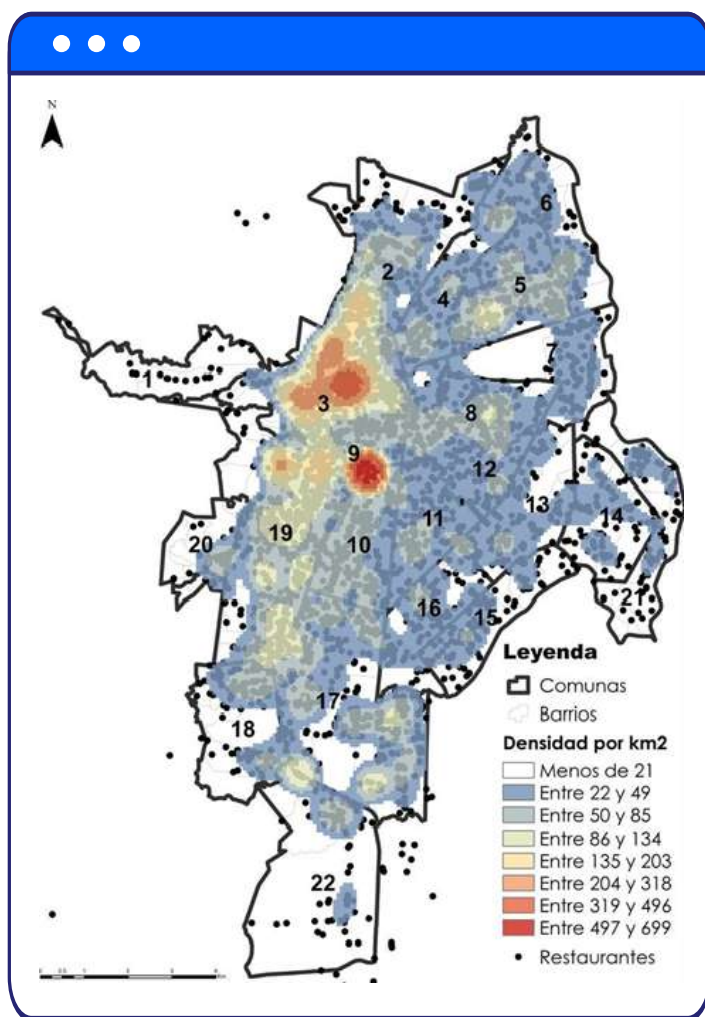 N
6
2
5
4
7
1
3
8
9
12
13
11
14
19
10
20
16
15
21
Leyenda
Comunas
Barrios
17
18
Densidad por km2
Menos de 21
Entre 22 y 49
Entre 50 y 85
Entre 86 y 134
Entre 135 y 203
22
Entre 204 y 318
Entre 319 y 496
Entre 497 y 699
Restaurantes